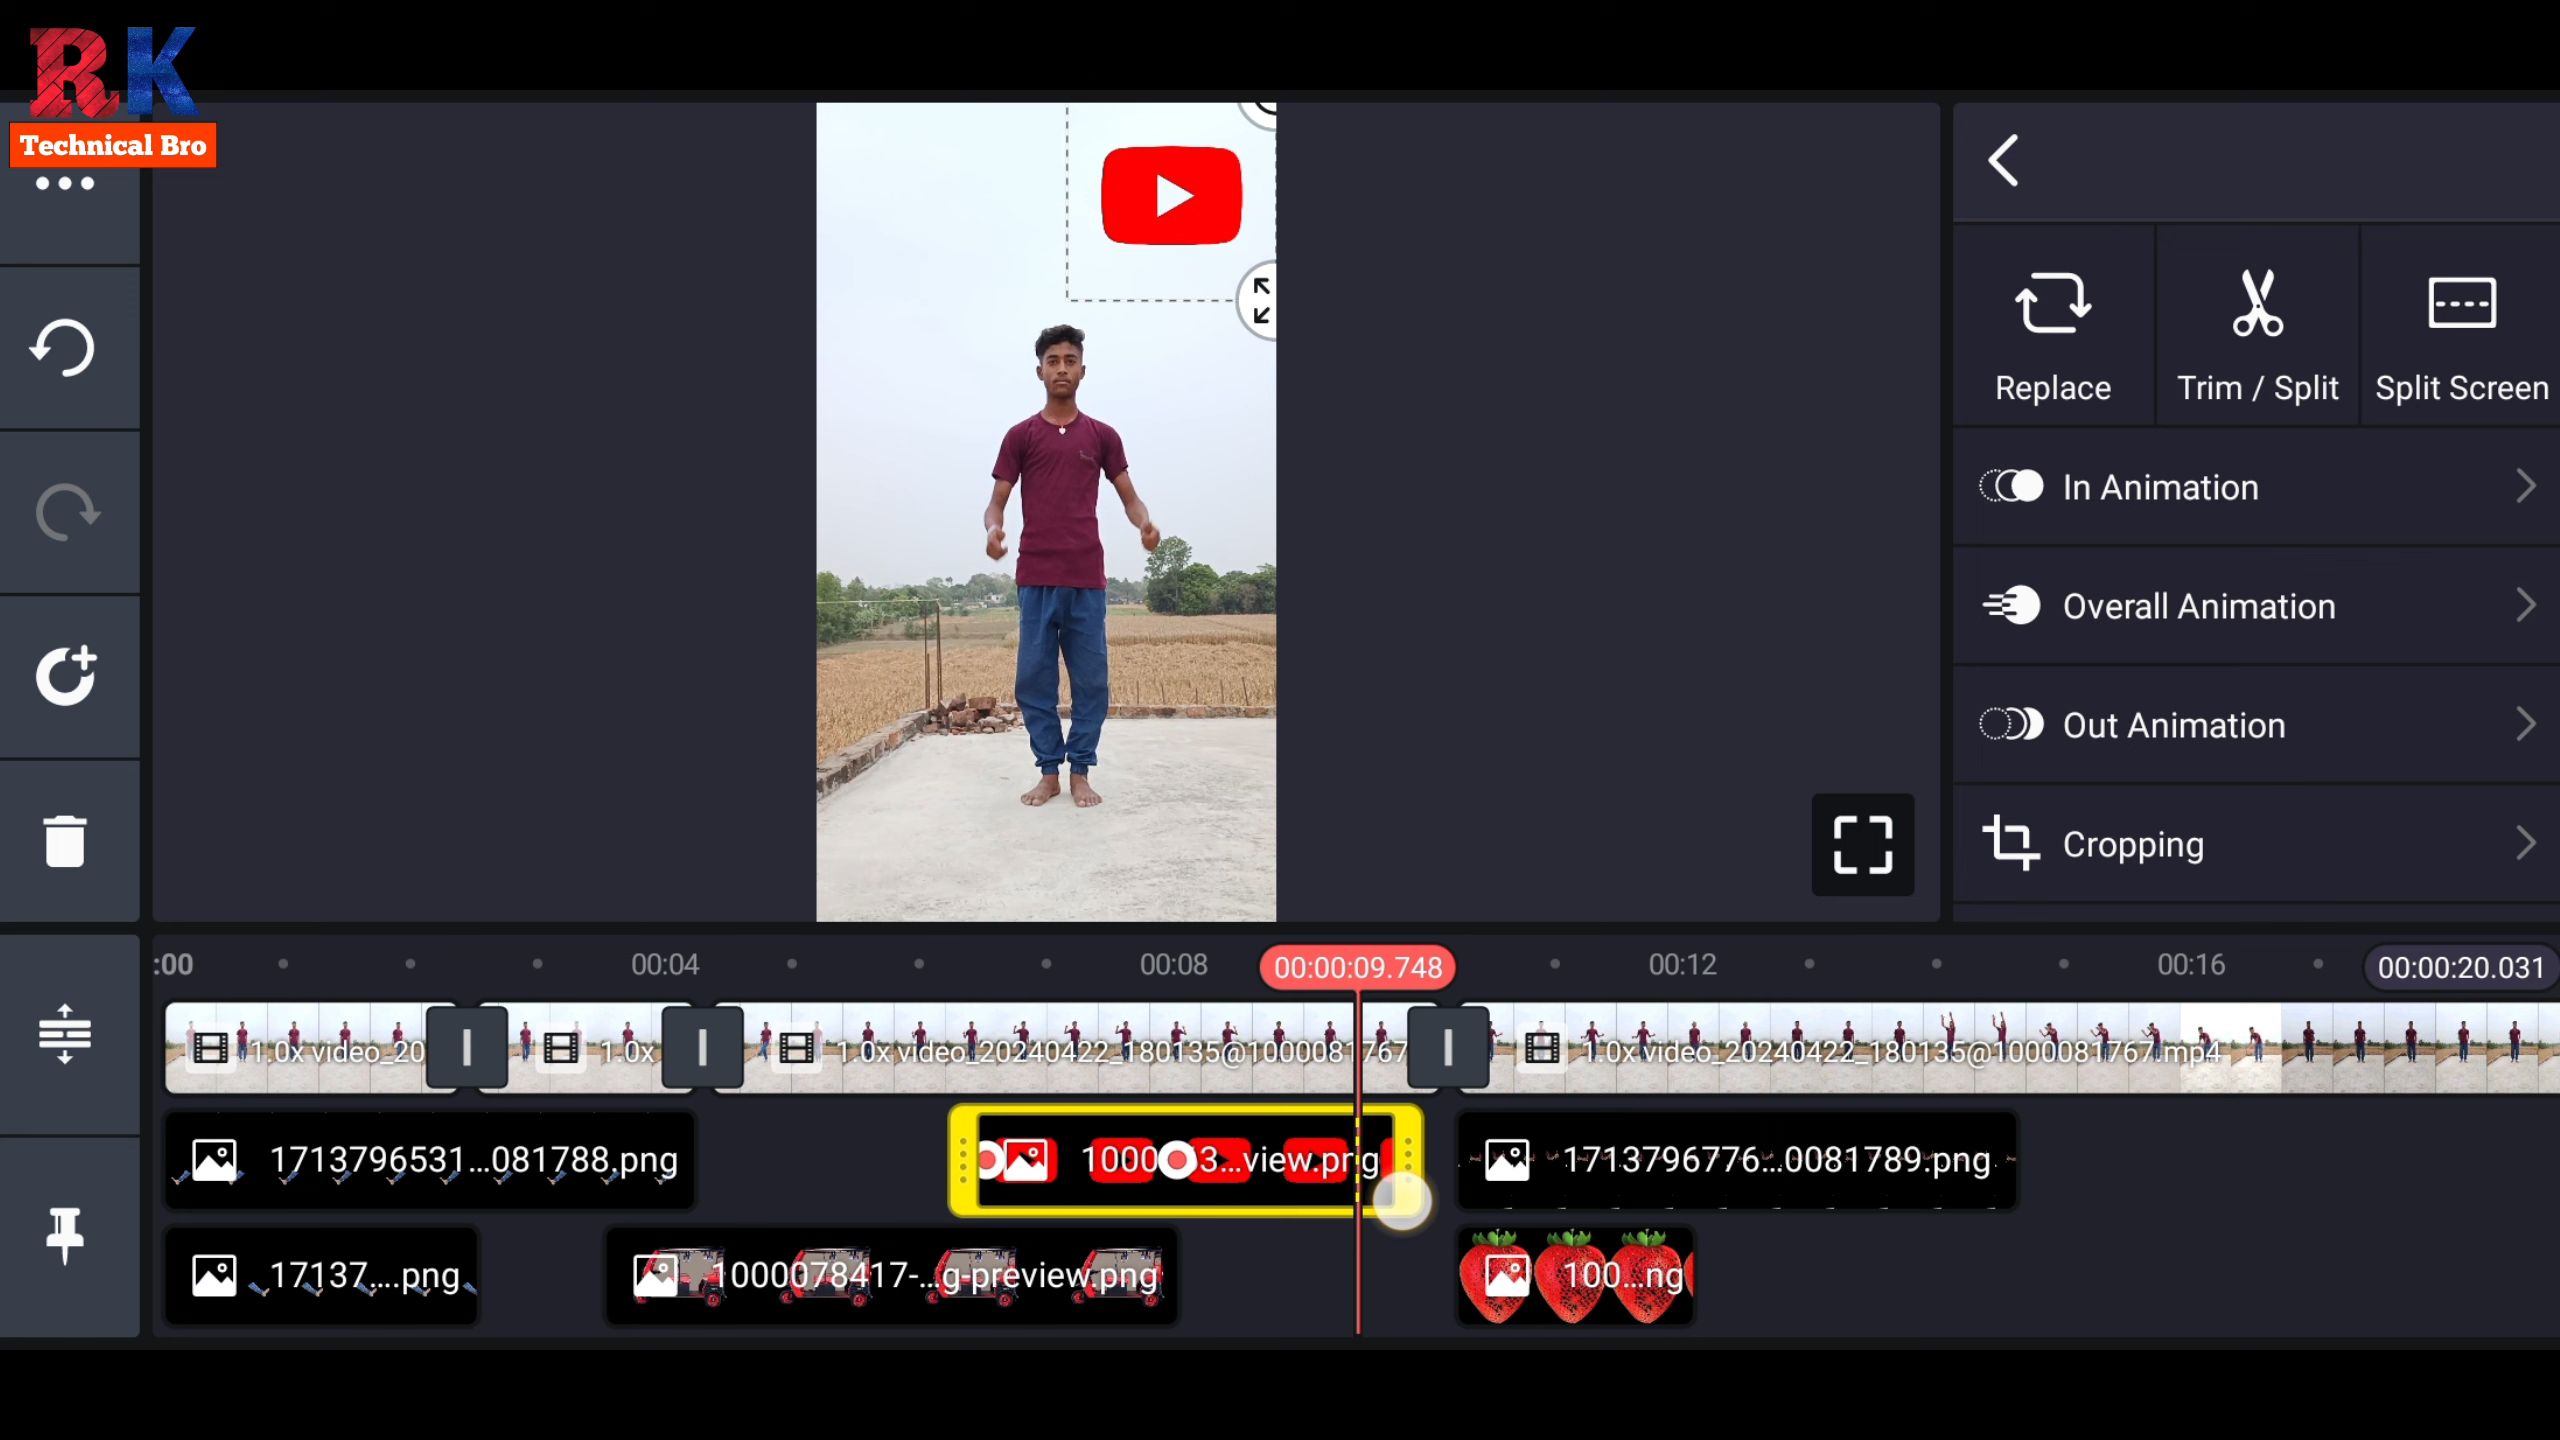 RK
Technical Bro
Replace
Trim / Split
Split Screen
In Animation
Overall Animation
Out Animation
Cropping
:00
00:04
00:08
00:00:09.748
00:12
00:16
00:00:20.031
1.0x video_20
1.0x
1.0x video_20240422_180135@1000081767
1.0x video_20240422_180135@1000081767.mp4
1713796531...081788.png
1000 3...view.png
1713796776...0081789.png
17137....png
1000078417-...g-preview.png
100...ng